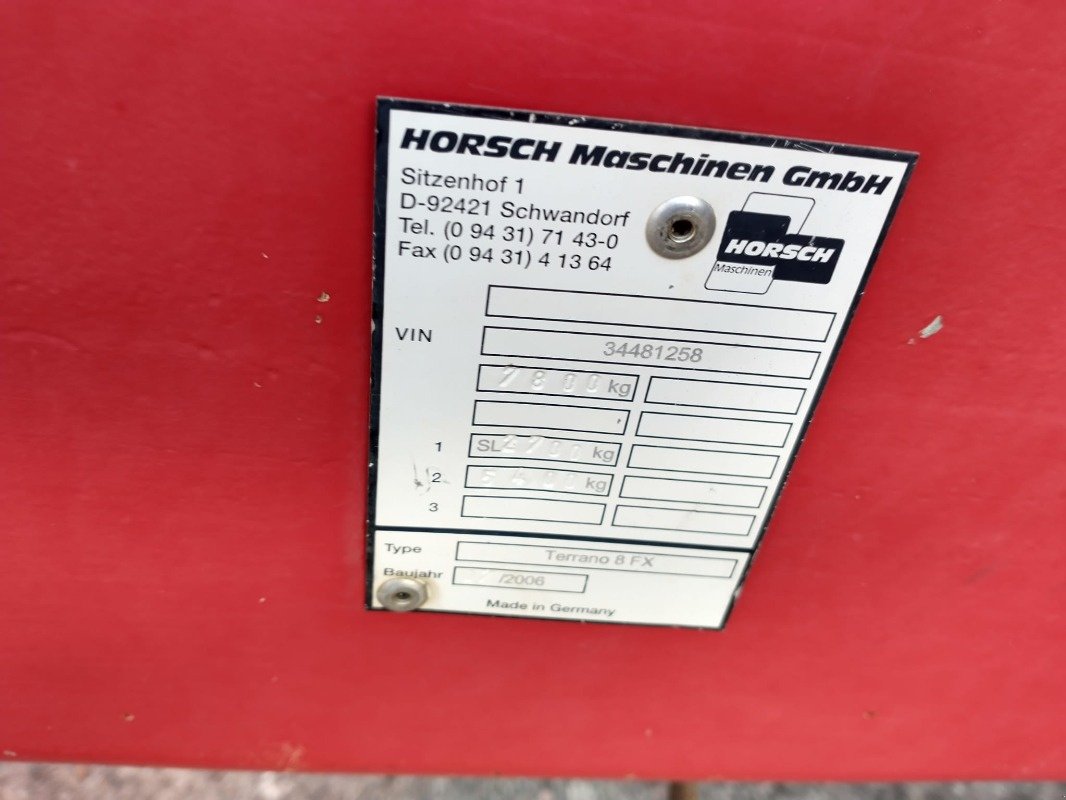 HORSCH Maschinen GmbH
Sitzenhof 1
D-92421 Schwandorf
Tel. (0 94 31) 71 43-0
Fax (0 94 31) 4 13 64
HORSCH
Maschinen
VIN 34481258
kg
1 SL kg
2 5400 kg
3
Type Terrano 8 FX
Baujahr /2006
Made in Germany